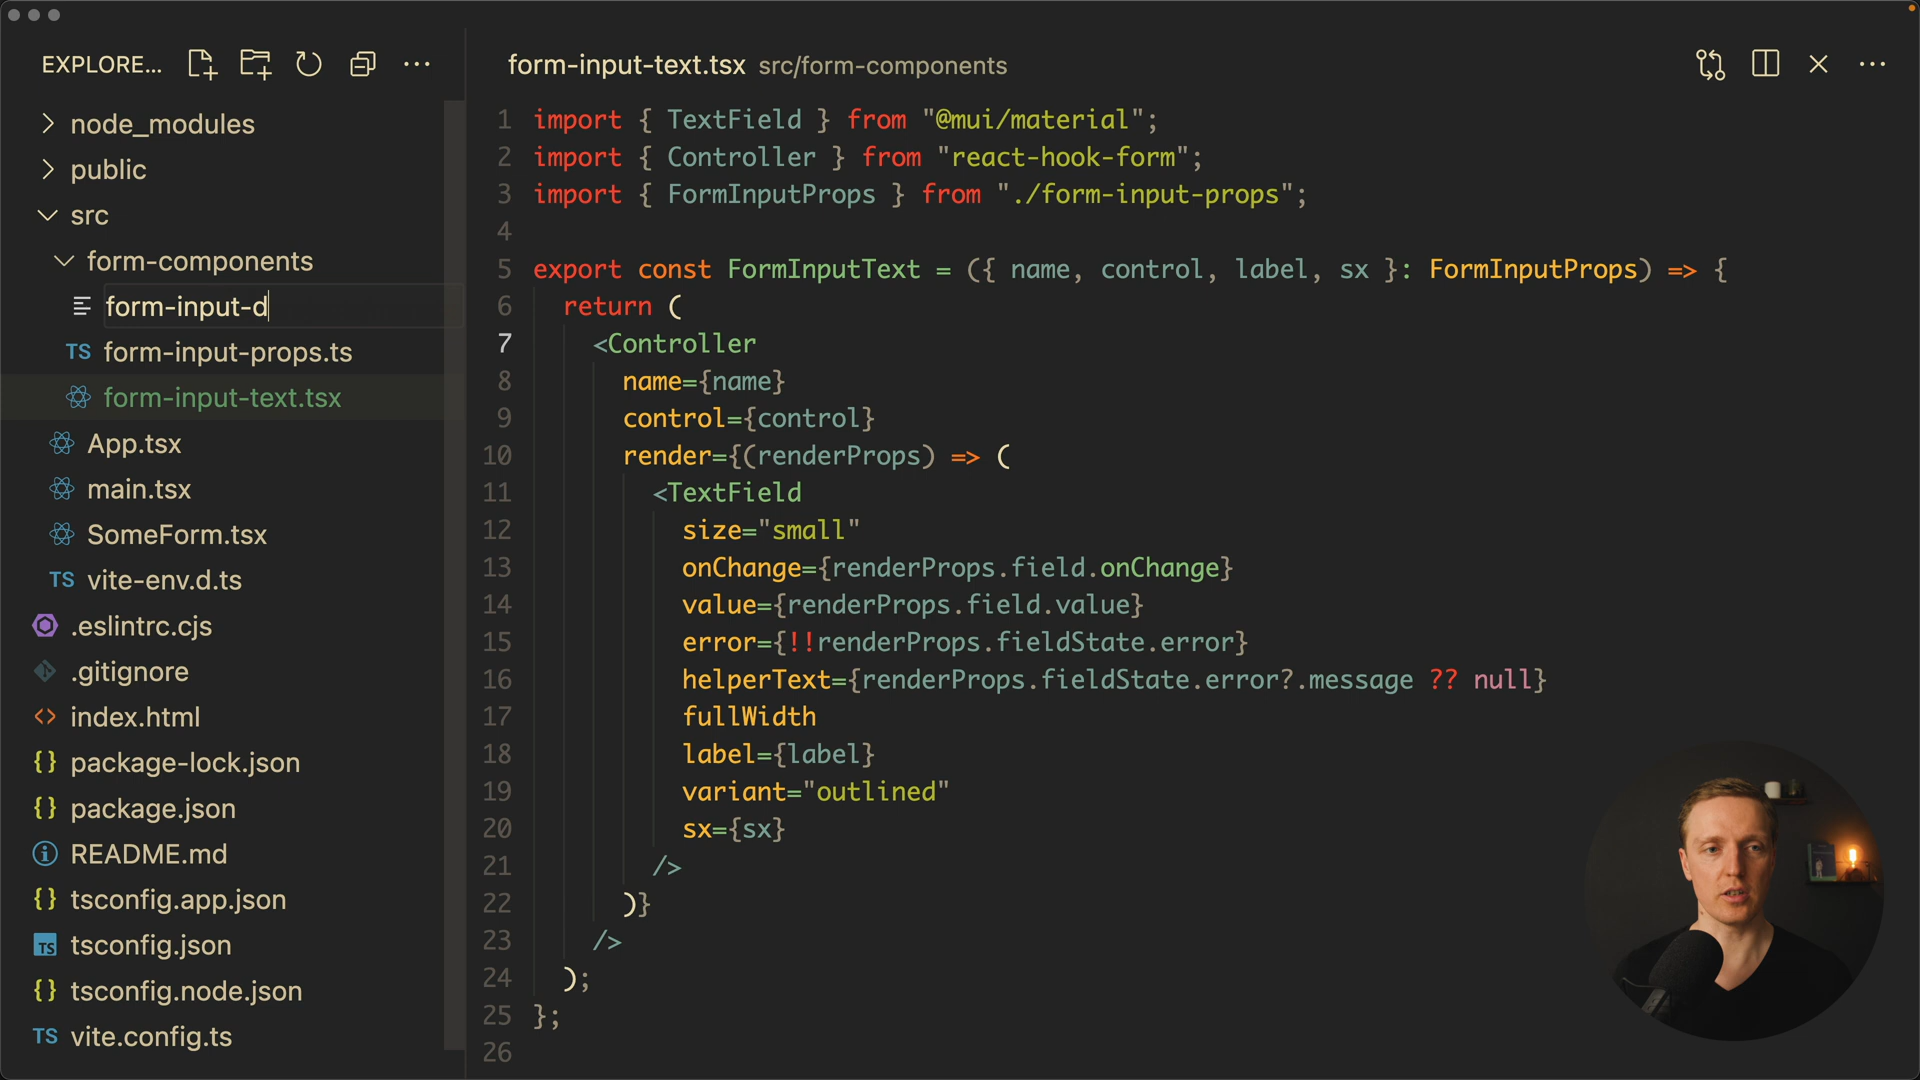 EXPLORE...
node_modules
public
src
form-components
form-input-d
TS form-input-props.ts
form-input-text.tsx
App.tsx
main.tsx
SomeForm.tsx
TS vite-env.d.ts
.eslintrc.cjs
.gitignore
<> index.html
{} package-lock.json
{} package.json
README.md
{} tsconfig.app.json
TS tsconfig.json
{} tsconfig.node.json
TS vite.config.ts
form-input-text.tsx src/form-components
1 import { TextField } from "@mui/material";
2 import { Controller } from "react-hook-form";
3 import { FormInputProps } from "./form-input-props";
4
5 export const FormInputText = ({ name, control, label, sx }: FormInputProps) => {
6 return (
7 <Controller
8 name={name}
9 control={control}
10 render={(renderProps) => (
11 <TextField
12 size="small"
13 onChange={renderProps.field.onChange}
14 value={renderProps.field.value}
15 error={!!renderProps.fieldState.error}
16 helperText={renderProps.fieldState.error?.message ?? null}
17 fullWidth
18 label={label}
19 variant="outlined"
20 sx={sx}
21 />
22 )}
23 />
24 );
25 };
26